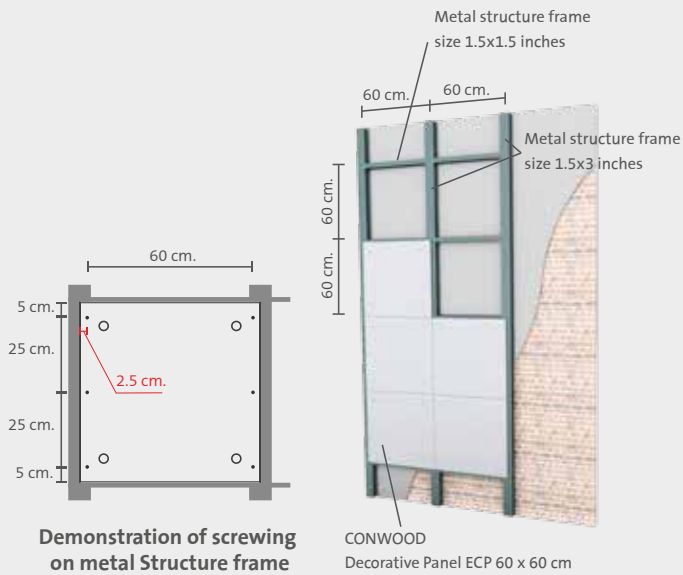 Metal structure frame
size 1.5x1.5 inches
60 cm.
60 cm.
Metal structure frame
size 1.5x3 inches
60 cm.
60 cm.
60 cm.
5 cm.
25 cm.
2.5 cm.
25 cm.
5 cm.
Demonstration of screwing
on metal Structure frame
CONWOOD
Decorative Panel ECP 60 x 60 cm